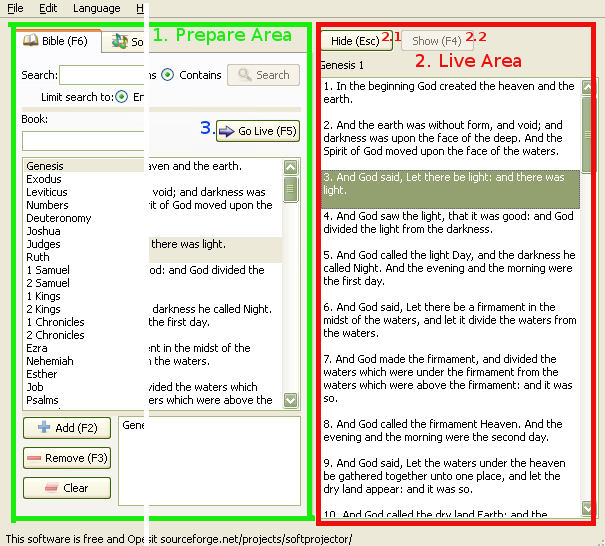 File Edit Language H
Bible (F6) So 1. Prepare Area
Search: ns Contains Search
Limit search to: En
Book:
3. Go Live (F5)
Genesis and the earth.
Exodus
Leviticus void; and darkness was
Numbers rit of God moved upon the
Deuteronomy
Joshua
Judges there was light.
Ruth
1 Samuel od: and God divided the
2 Samuel
1 Kings
2 Kings darkness he called Night.
1 Chronicles the first day.
2 Chronicles
Ezra ent in the midst of the
Nehemiah m the waters.
Esther
Job vided the waters which
Psalms ters which were above the
Add (F2) Gene
Remove (F3)
Clear
Hide (Esc) 2.1 Show (F4) 2.2
Genesis 1 2. Live Area
1. In the beginning God created the heaven and the
earth.
2. And the earth was without form, and void; and
darkness was upon the face of the deep. And the
Spirit of God moved upon the face of the waters.
3. And God said, Let there be light: and there was
light.
4. And God saw the light, that it was good: and God
divided the light from the darkness.
5. And God called the light Day, and the darkness he
called Night. And the evening and the morning were
the first day.
6. And God said, Let there be a firmament in the
midst of the waters, and let it divide the waters from
the waters.
7. And God made the firmament, and divided the
waters which were under the firmament from the
waters which were above the firmament: and it was
so.
8. And God called the firmament Heaven. And the
evening and the morning were the second day.
9. And God said, Let the waters under the heaven
be gathered together unto one place, and let the
dry land appear: and it was so.
10. And God called the dry land Earth; and the
This software is free and Ope sit sourceforge.net/projects/softprojector/